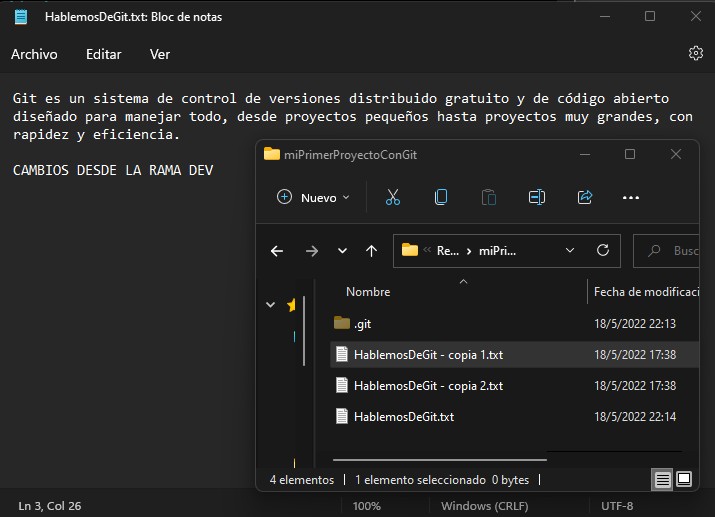 HablemosDeGit.txt: Bloc de notas
Archivo Editar Ver
Git es un sistema de control de versiones distribuido gratuito y de código abierto
diseñado para manejar todo, desde proyectos pequeños hasta proyectos muy grandes, con
rapidez y eficiencia.
CAMBIOS DESDE LA RAMA DEV
miPrimerProyectoConGit
Nuevo
Re... miPri... Busc
Nombre Fecha de modificaci
.git 18/5/2022 22:13
HablemosDeGit - copia 1.txt 18/5/2022 17:38
HablemosDeGit - copia 2.txt 18/5/2022 17:38
HablemosDeGit.txt 18/5/2022 22:14
4 elementos 1 elemento seleccionado 0 bytes
Ln 3, Col 26 100% Windows (CRLF) UTF-8